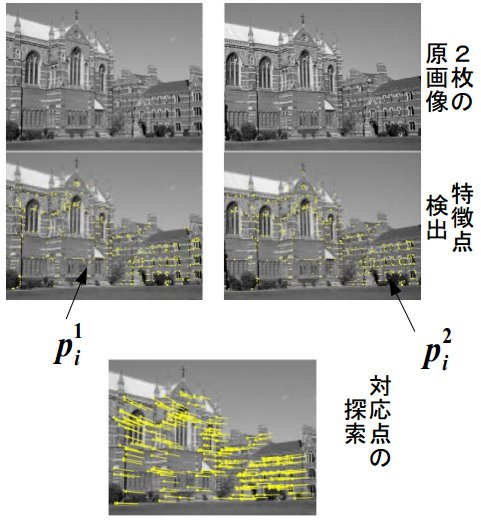 ２枚の
原画像
特徴点
検出
p_i^1
p_i^2
対応点の
探索